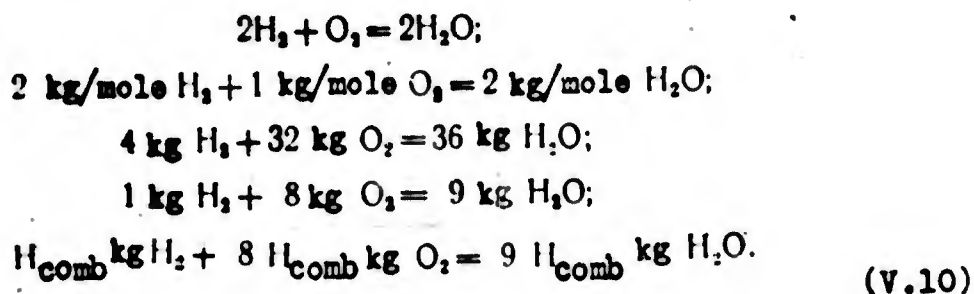 2H₂+O₂=2H₂O;
2 kg/mole H₂+1 kg/mole O₂=2 kg/mole H₂O;
4 kg H₂+32 kg O₂=36 kg H₂O;
1 kg H₂+ 8 kg O₂= 9 kg H₂O;
H_comb kg H₂+ 8 H_comb kg O₂= 9 H_comb kg H₂O.
(V.10)